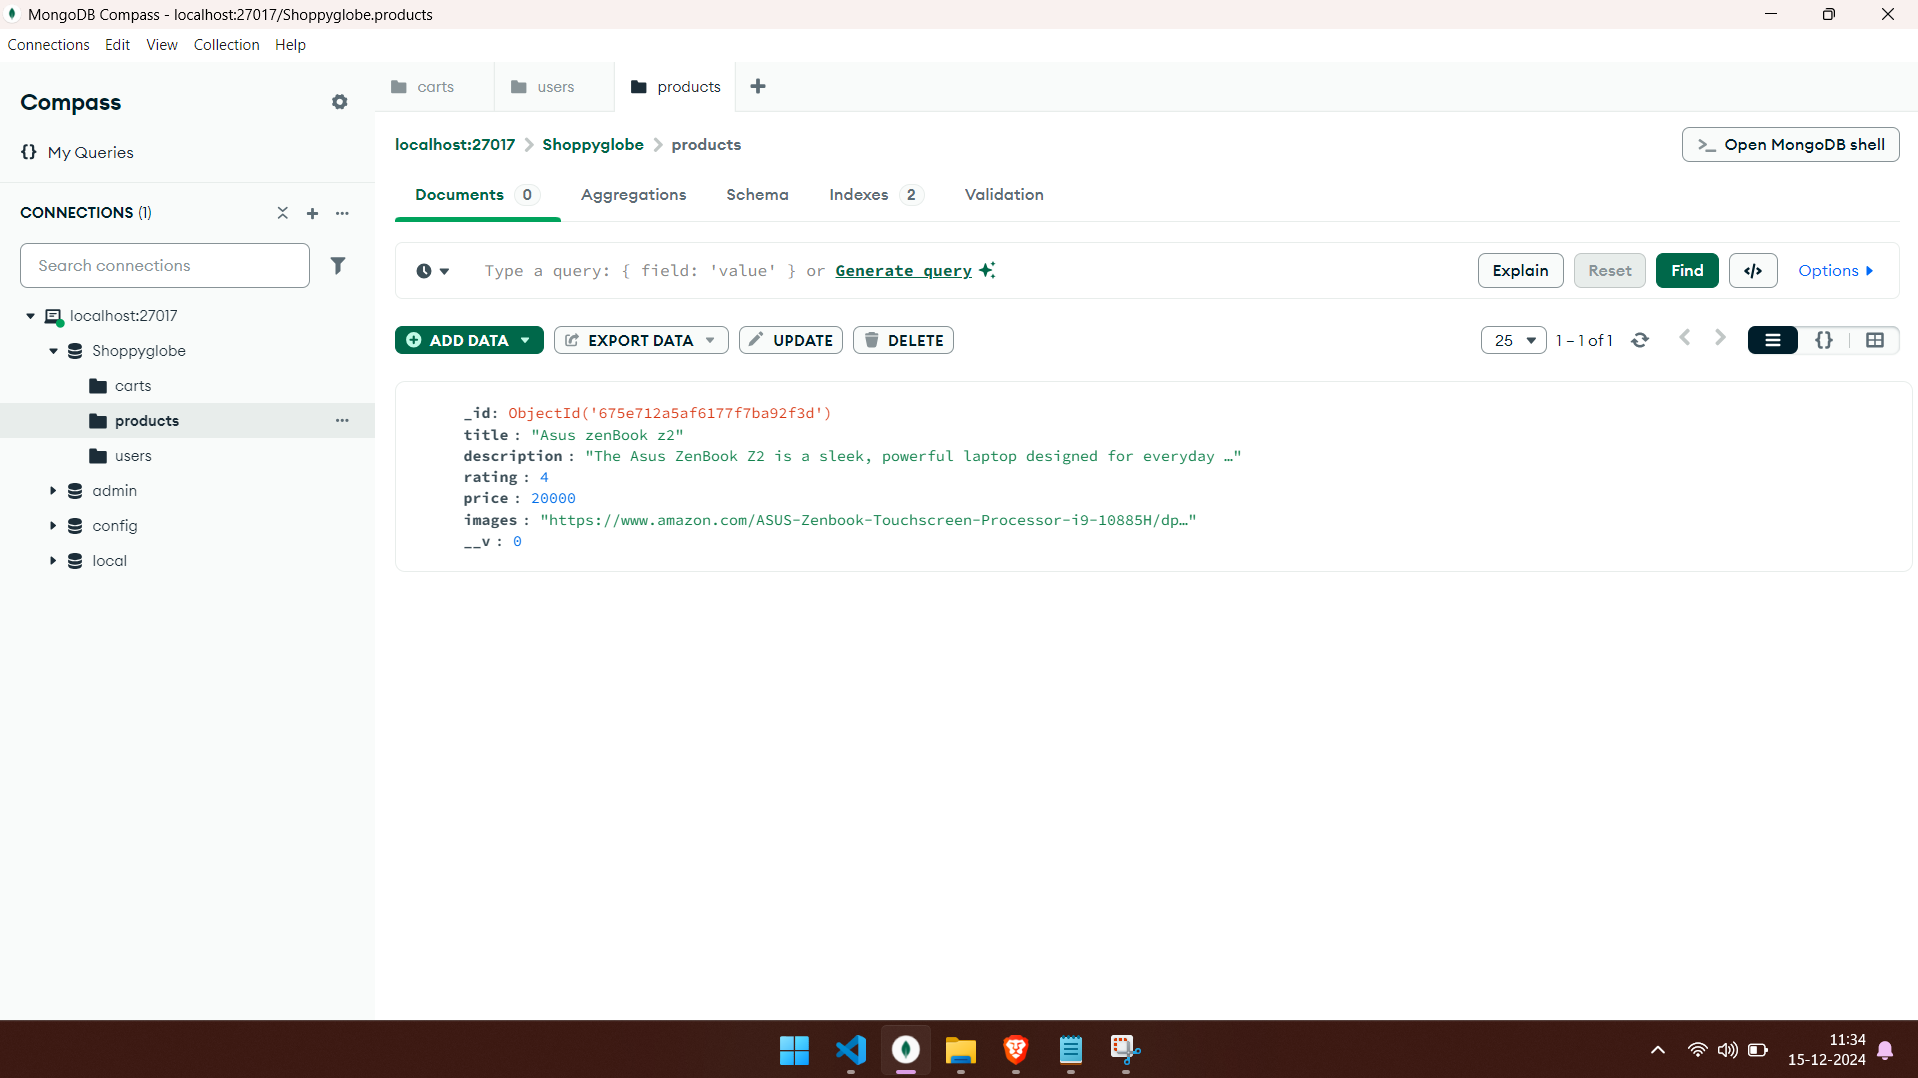 MongoDB Compass - localhost:27017/Shoppyglobe.products
Connections Edit View Collection Help
Compass
{} My Queries
CONNECTIONS (1)
Search connections
localhost:27017
Shoppyglobe
carts
products
users
admin
config
local
carts
users
products
localhost:27017 Shoppyglobe products
Open MongoDB shell
Documents 0 Aggregations Schema Indexes 2 Validation
Type a query: { field: 'value' } or Generate query
Explain Reset Find </> Options
ADD DATA EXPORT DATA UPDATE DELETE
25 1 – 1 of 1 {}
_id: ObjectId('675e712a5af6177f7ba92f3d')
title : "Asus zenBook z2"
description : "The Asus ZenBook Z2 is a sleek, powerful laptop designed for everyday …"
rating : 4
price : 20000
images : "https://www.amazon.com/ASUS-Zenbook-Touchscreen-Processor-i9-10885H/dp…"
__v : 0
11:34
15-12-2024